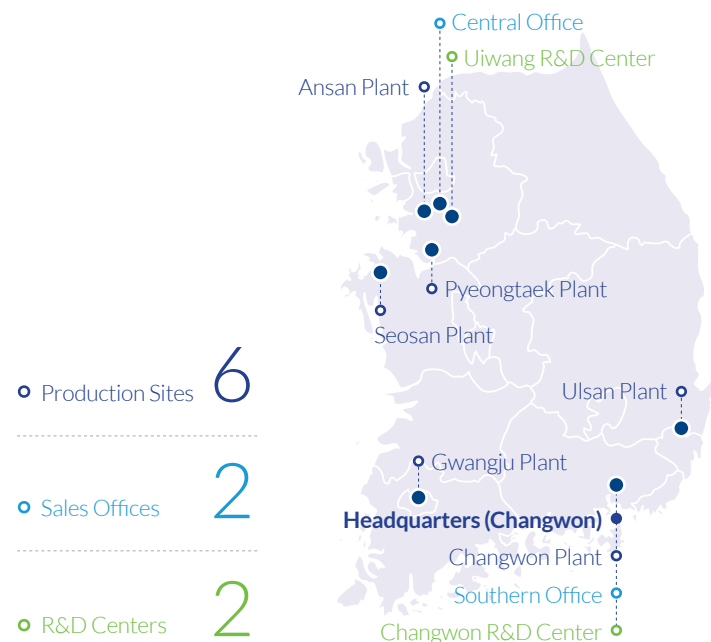 Central Office
Uiwang R&D Center
Ansan Plant
Pyeongtaek Plant
Seosan Plant
Production Sites 6
Ulsan Plant
Gwangju Plant
Sales Offices 2
Headquarters (Changwon)
Changwon Plant
Southern Office
R&D Centers 2
Changwon R&D Center